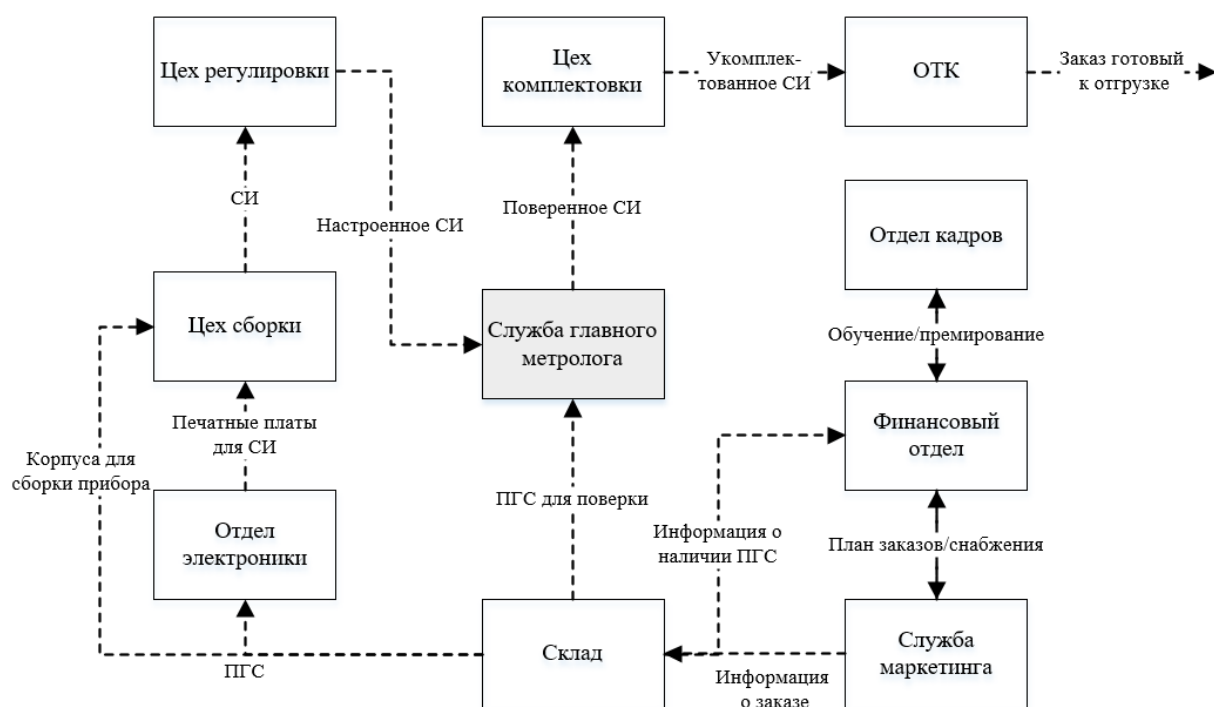 Цех регулировки
Цех
комплектовки
Укомплек-
тованное СИ
ОТК
Заказ готовый
к отгрузке
СИ
Настроенное СИ
Поверенное СИ
Отдел кадров
Цех сборки
Служба главного
метролога
Обучение/премирование
Печатные платы
для СИ
Финансовый
отдел
Корпуса для
сборки прибора
ПГС для поверки
Информация о
наличии ПГС
План заказов/снабжения
Отдел
электроники
Склад
Служба
маркетинга
ПГС
Информация
о заказе